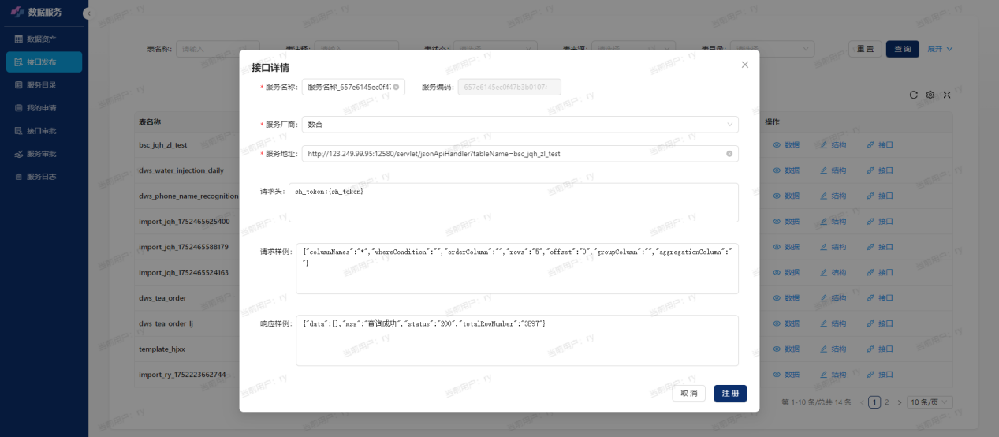 数据服务
数据资产
接口发布
服务目录
我的申请
接口审批
服务审批
服务日志
表名称: 请输入 表注释: 请输入 表状态: 请选择 表来源: 请选择 表目录: 请选择 重置 查询 展开
接口详情
* 服务名称: 服务名称_657e6145ec0f47 服务编码: 657e6145ec0f47b3b01074
* 服务厂商: 数合
* 服务地址: http://123.249.99.95:12580/servlet/jsonApiHandler?tableName=bsc_jqh_zl_test
请求头: sh_token:{sh_token}
请求样例: {"columnNames":"*","whereCondition":"","orderColumn":"","rows":"5","offset":"0","groupColumn":"","aggregationColumn":"
"}
响应样例: {"data":[],"msg":"查询成功","status":"200","totalRowNumber":"3897"}
取消 注册
表名称 操作
bsc_jqh_zl_test 数据 结构 接口
dws_water_injection_daily 数据 结构 接口
dws_phone_name_recognition 数据 结构 接口
import_jqh_1752465625400 数据 结构 接口
import_jqh_1752465588179 数据 结构 接口
import_jqh_1752465524163 数据 结构 接口
dws_tea_order 数据 结构 接口
dws_tea_order_lj 数据 结构 接口
template_hjxx 数据 结构 接口
import_ry_1752223662744 数据 结构 接口
第 1-10 条/总共 14 条 1 2 10 条/页
当前用户: ry